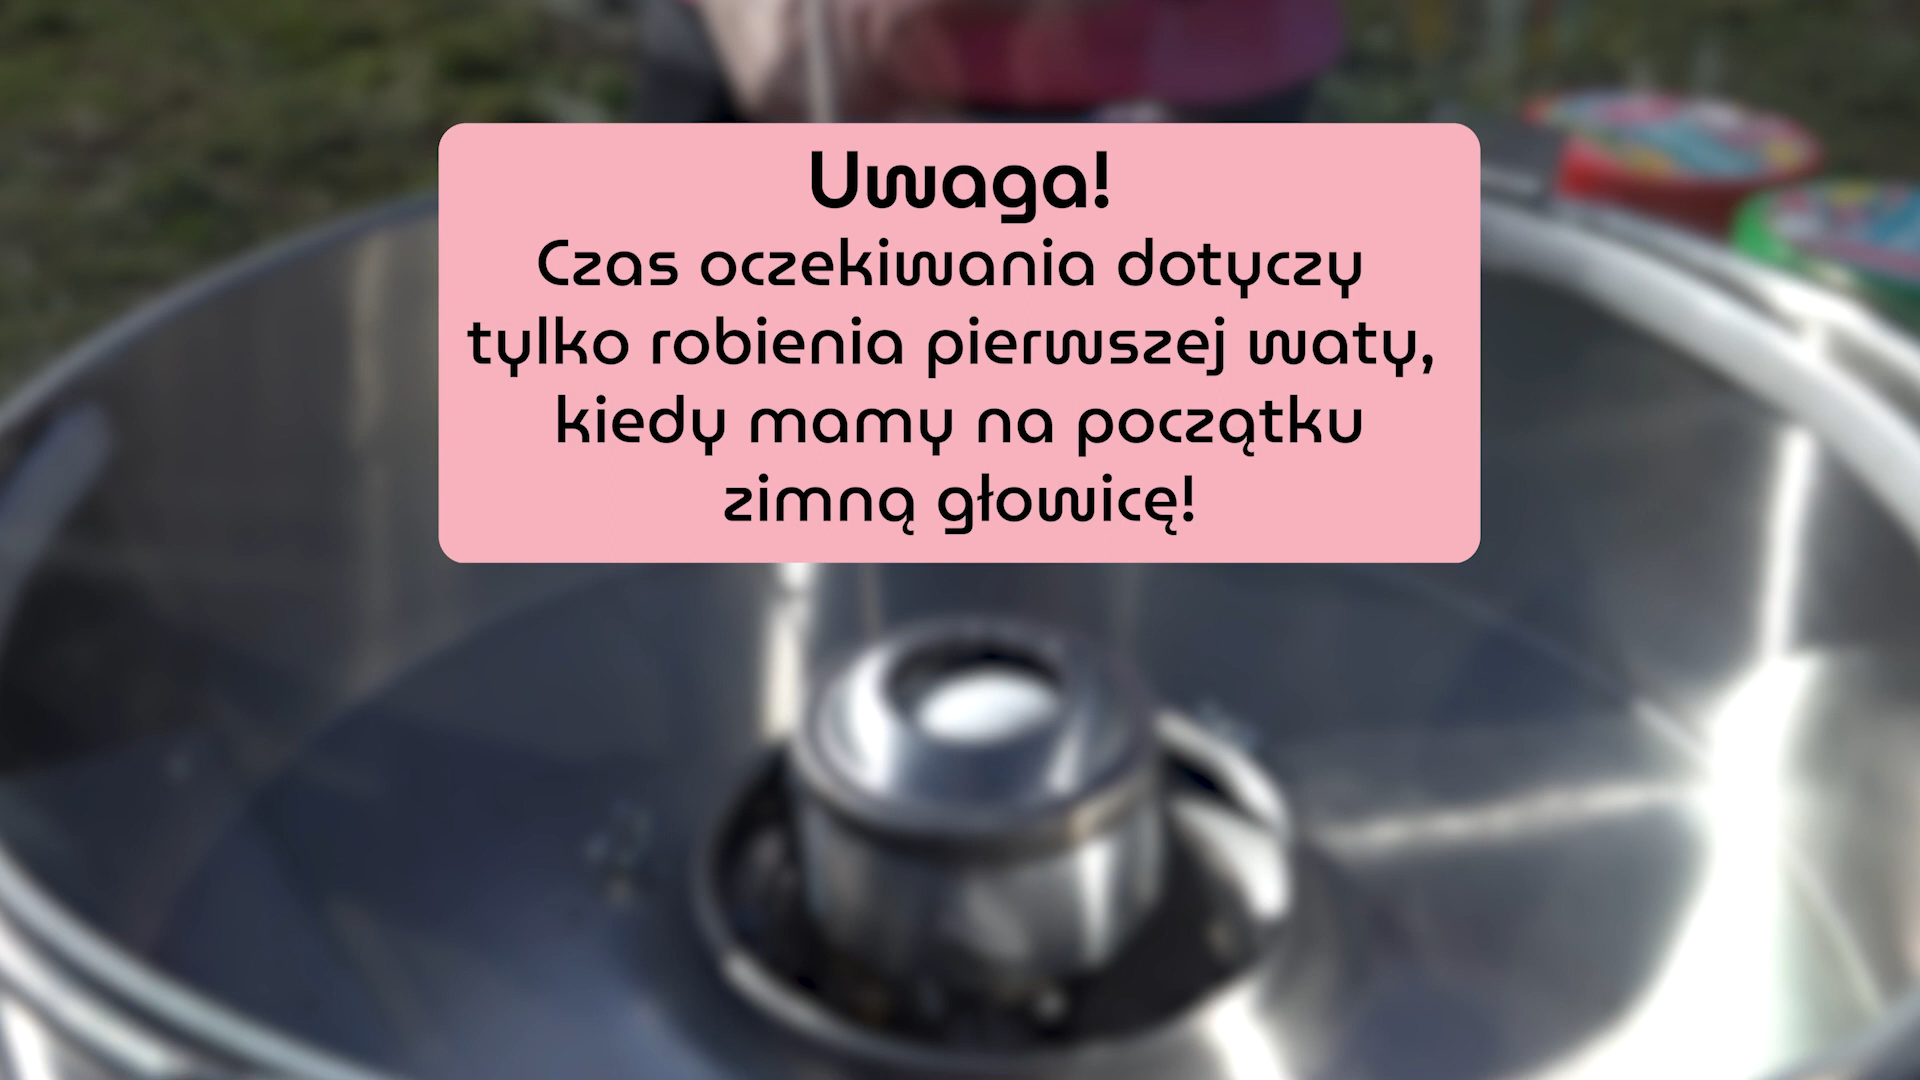 Uwaga!
Czas oczekiwania dotyczy
tylko robienia pierwszej waty,
kiedy mamy na początku
zimną głowicę!